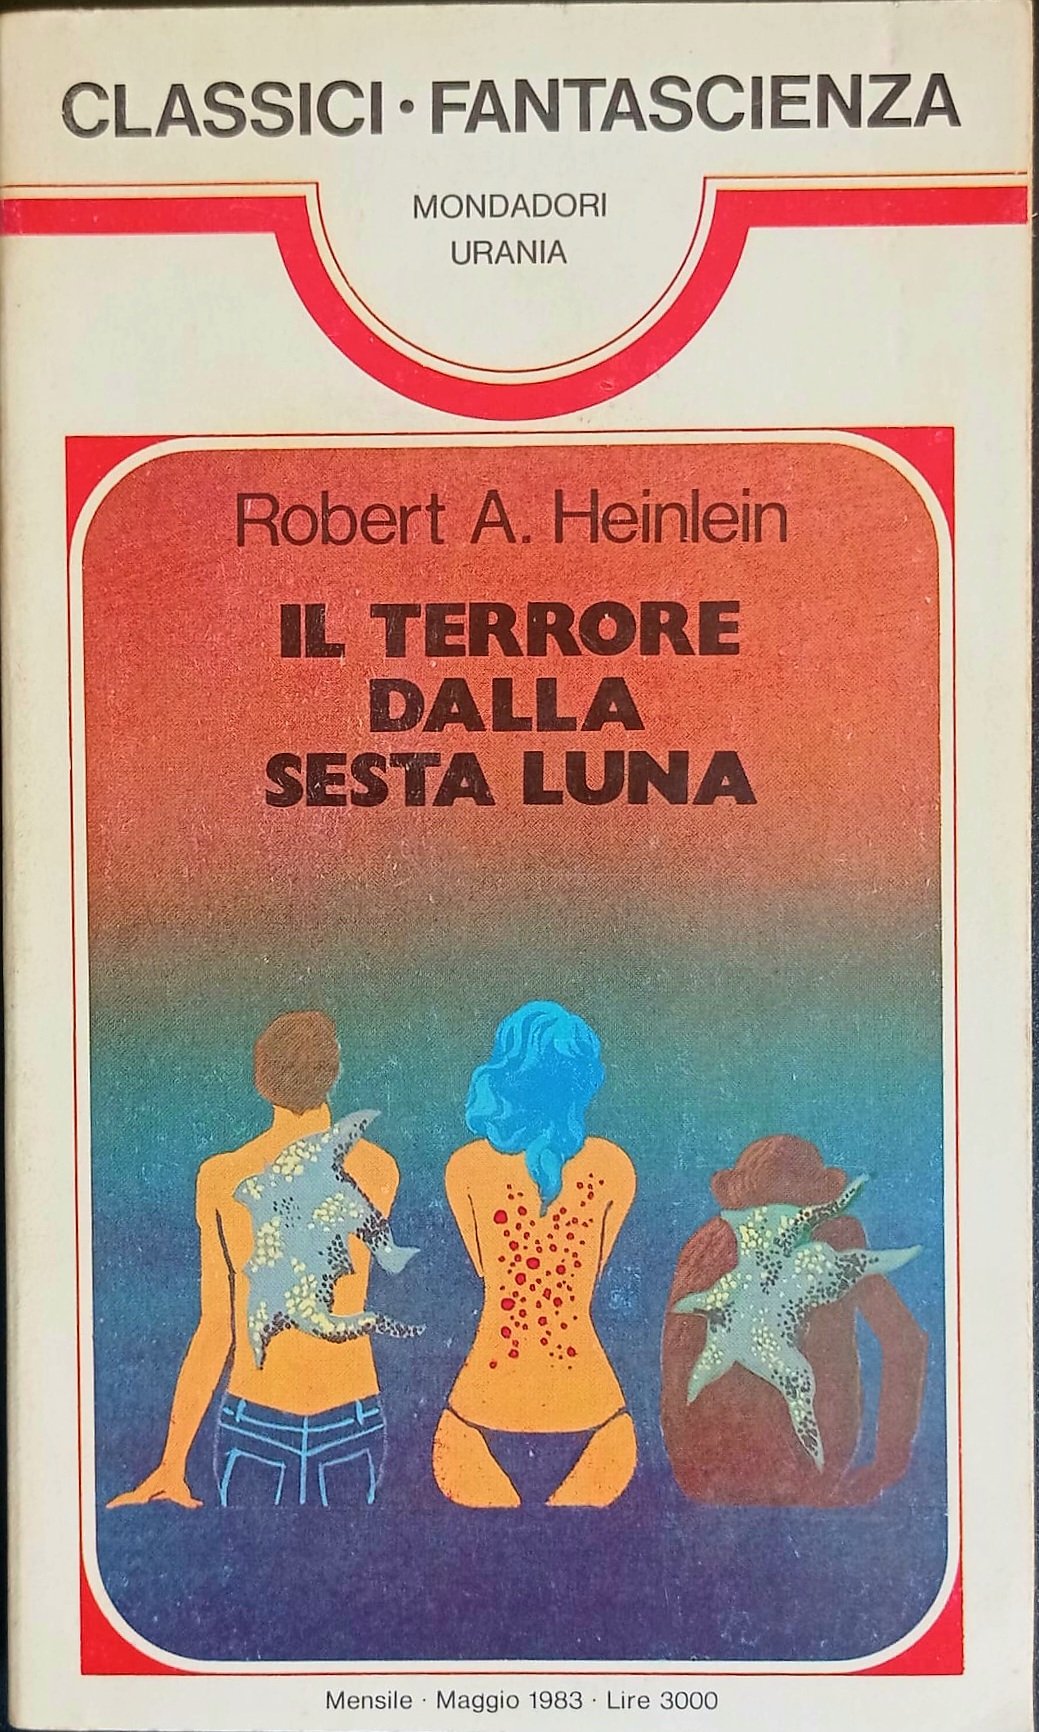 CLASSICI • FANTASCIENZA
MONDADORI
URANIA
Robert A. Heinlein
IL TERRORE
DALLA
SESTA LUNA
Mensile · Maggio 1983 · Lire 3000